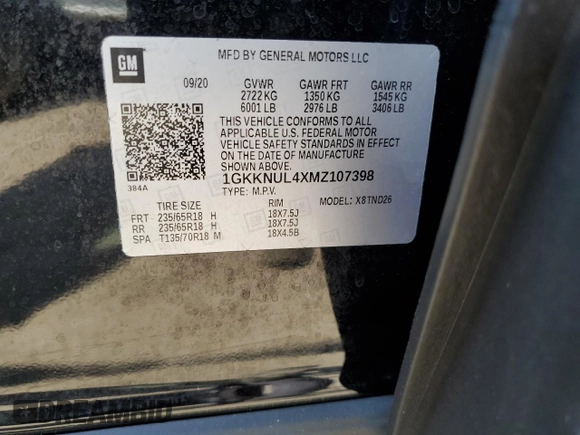 GM
MFD BY GENERAL MOTORS LLC
09/20 GVWR GAWR FRT GAWR RR
2722 KG 1350 KG 1545 KG
6001 LB 2976 LB 3406 LB
THIS VEHICLE CONFORMS TO ALL
APPLICABLE U.S. FEDERAL MOTOR
VEHICLE SAFETY STANDARDS IN EFFECT
ON THE DATE OF MANUFACTURE SHOWN
ABOVE.
384A
1GKKNUL4XMZ107398
TYPE: M.P.V. MODEL: X8TND26
TIRE SIZE RIM
FRT 235/65R18 H 18X7.5J
RR 235/65R18 H 18X7.5J
SPA T135/70R18 M 18X4.5B
DREAMBID